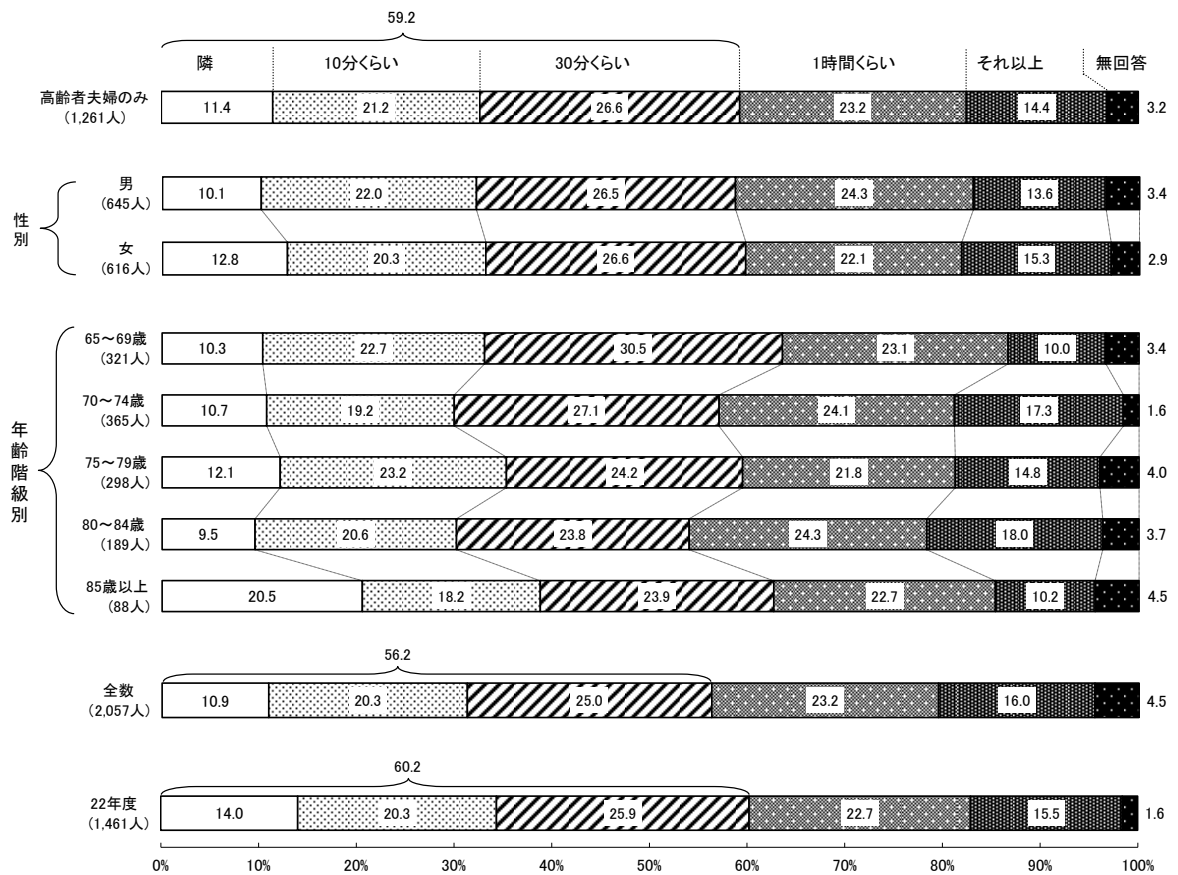 59.2
隣 10分くらい 30分くらい 1時間くらい それ以上 無回答
高齢者夫婦のみ
(1,261人)
11.4 21.2 26.6 23.2 14.4 3.2
性別
男
(645人)
10.1 22.0 26.5 24.3 13.6 3.4
女
(616人)
12.8 20.3 26.6 22.1 15.3 2.9
年齢階級別
65～69歳
(321人)
10.3 22.7 30.5 23.1 10.0 3.4
70～74歳
(365人)
10.7 19.2 27.1 24.1 17.3 1.6
75～79歳
(298人)
12.1 23.2 24.2 21.8 14.8 4.0
80～84歳
(189人)
9.5 20.6 23.8 24.3 18.0 3.7
85歳以上
(88人)
20.5 18.2 23.9 22.7 10.2 4.5
56.2
全数
(2,057人)
10.9 20.3 25.0 23.2 16.0 4.5
60.2
22年度
(1,461人)
14.0 20.3 25.9 22.7 15.5 1.6
0% 10% 20% 30% 40% 50% 60% 70% 80% 90% 100%